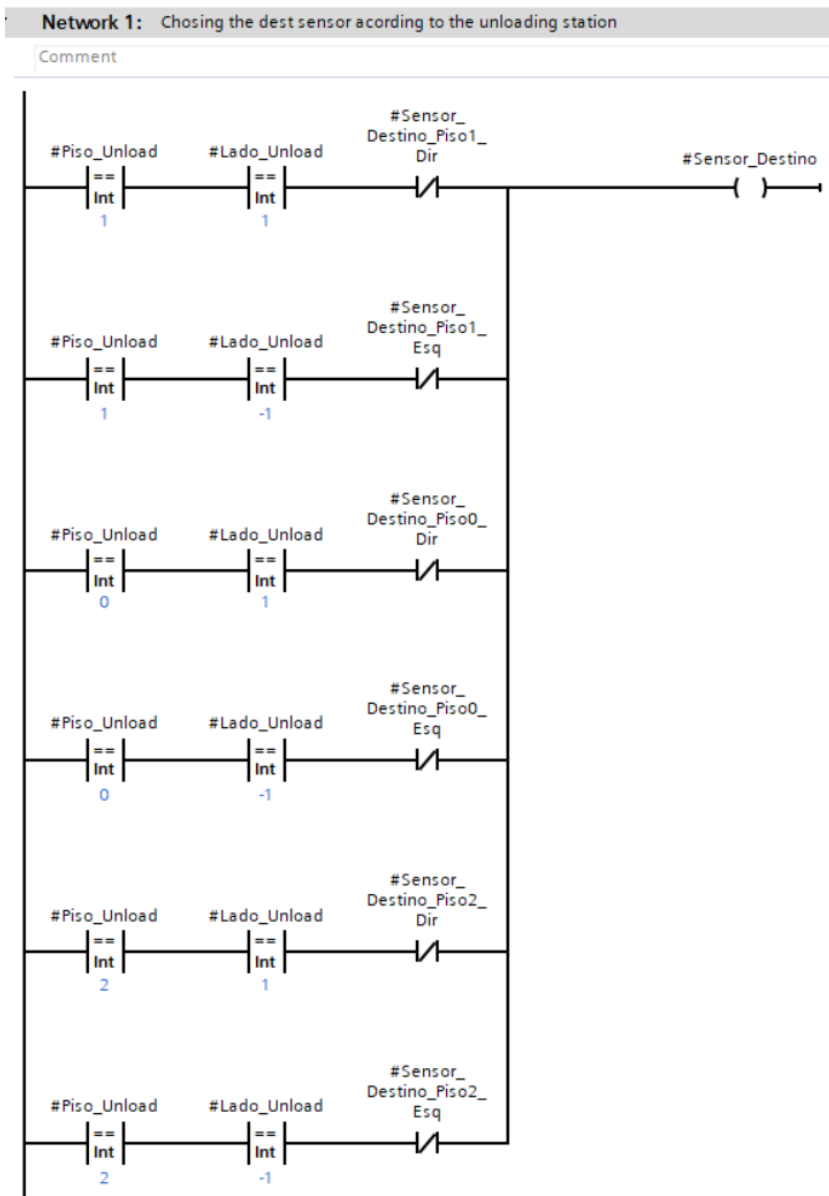 Network 1: Chosing the dest sensor acording to the unloading station
Comment
#Sensor_
Destino_Piso1_
Dir
#Piso_Unload #Lado_Unload #Sensor_Destino
== ==
Int Int
1 1
#Sensor_
Destino_Piso1_
Esq
#Piso_Unload #Lado_Unload
== ==
Int Int
1 -1
#Sensor_
Destino_Piso0_
Dir
#Piso_Unload #Lado_Unload
== ==
Int Int
0 1
#Sensor_
Destino_Piso0_
Esq
#Piso_Unload #Lado_Unload
== ==
Int Int
0 -1
#Sensor_
Destino_Piso2_
Dir
#Piso_Unload #Lado_Unload
== ==
Int Int
2 1
#Sensor_
Destino_Piso2_
Esq
#Piso_Unload #Lado_Unload
== ==
Int Int
2 -1